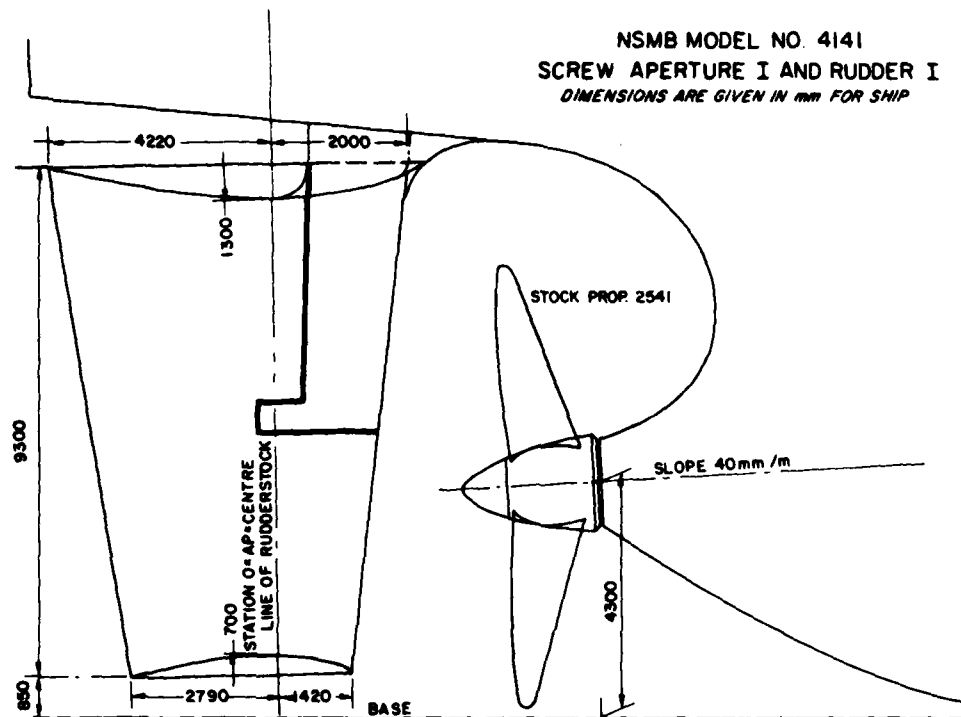 NSMB MODEL NO. 4141
SCREW APERTURE I AND RUDDER I
DIMENSIONS ARE GIVEN IN mm FOR SHIP
4220
2000
1300
STOCK PROP. 2541
9300
SLOPE 40mm/m
STATION 0=AP=CENTRE
LINE OF RUDDERSTOCK
4300
700
850
2790
1420
BASE